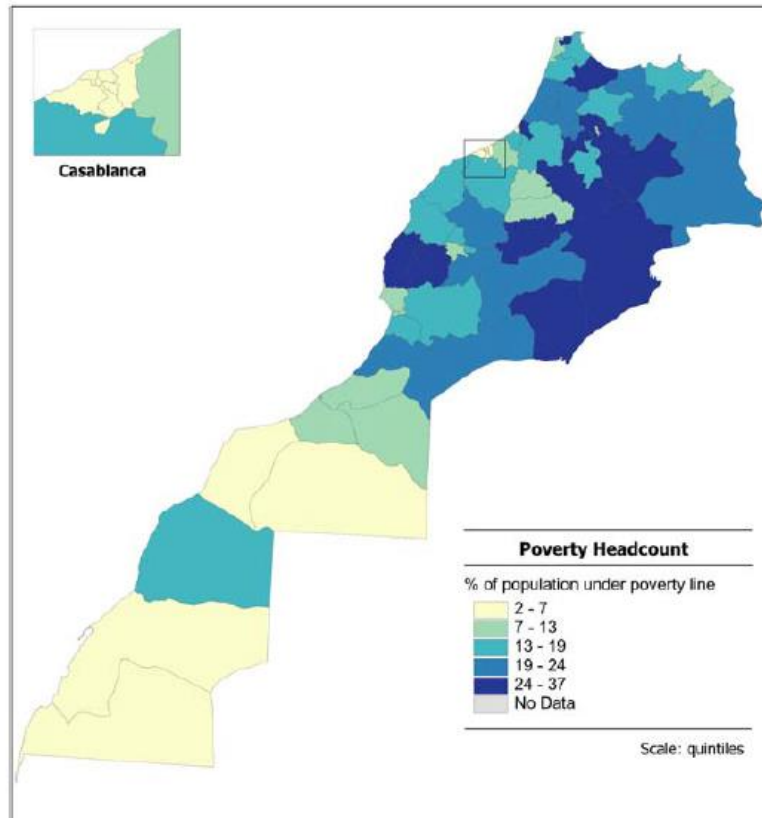 Casablanca
Poverty Headcount
% of population under poverty line
2 - 7
7 - 13
13 - 19
19 - 24
24 - 37
No Data
Scale: quintiles